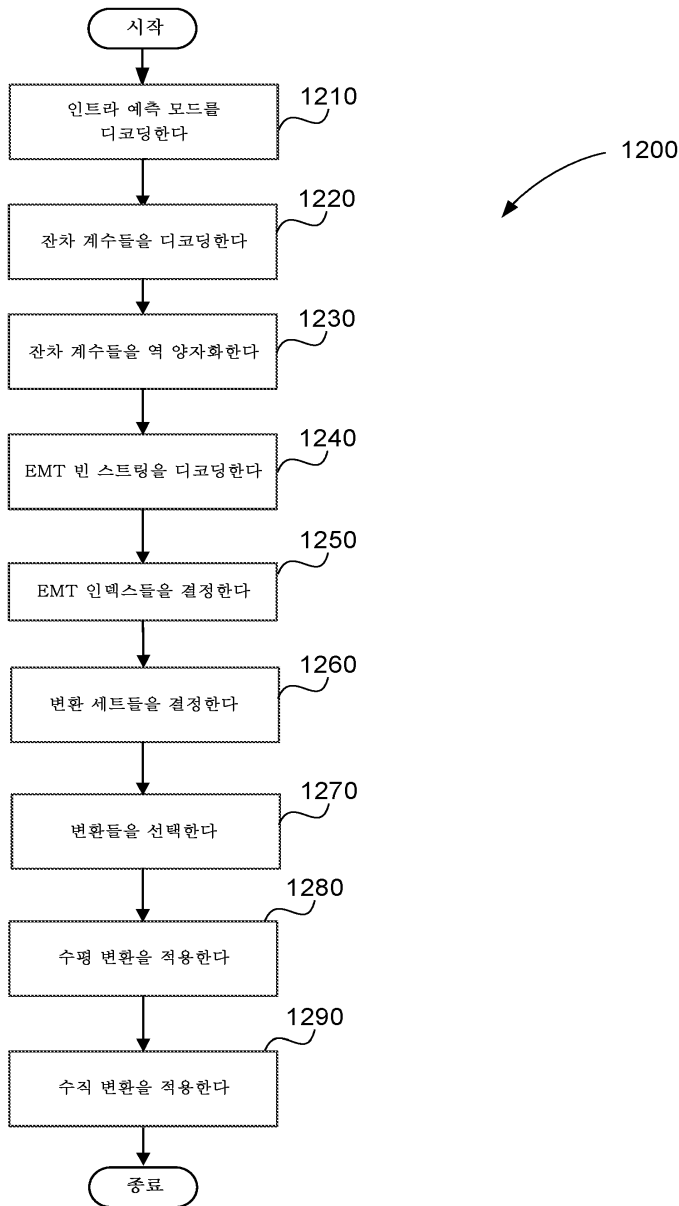 시작
인트라 예측 모드를
디코딩한다
1210
1200
1220
잔차 계수들을 디코딩한다
1230
잔차 계수들을 역 양자화한다
1240
EMT 빈 스트링을 디코딩한다
1250
EMT 인덱스들을 결정한다
1260
변환 세트들을 결정한다
1270
변환들을 선택한다
1280
수평 변환을 적용한다
1290
수직 변환을 적용한다
종료